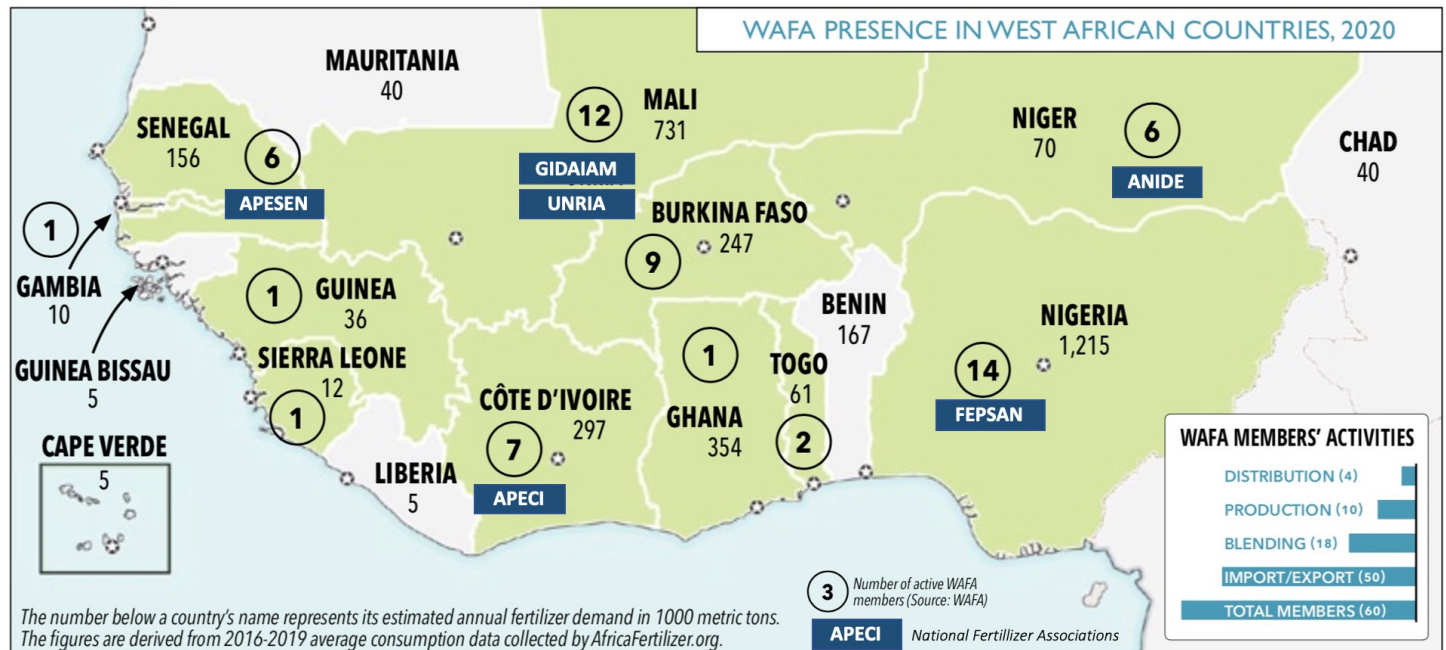 WAFA PRESENCE IN WEST AFRICAN COUNTRIES, 2020
MAURITANIA
40
SENEGAL
156
6
APESEN
12
MALI
731
GIDAIAM
UNRIA
NIGER
70
6
ANIDE
CHAD
40
1
GAMBIA
10
BURKINA FASO
247
9
1
GUINEA
36
GUINEA BISSAU
5
SIERRA LEONE
12
1
BENIN
167
NIGERIA
1,215
14
FEPSAN
1
GHANA
354
TOGO
61
2
CÔTE D'IVOIRE
297
7
APECI
LIBERIA
5
CAPE VERDE
5
WAFA MEMBERS' ACTIVITIES
DISTRIBUTION (4)
PRODUCTION (10)
BLENDING (18)
IMPORT/EXPORT (50)
TOTAL MEMBERS (60)
3
Number of active WAFA
members (Source: WAFA)
APECI
National Fertillizer Associations
The number below a country's name represents its estimated annual fertilizer demand in 1000 metric tons.
The figures are derived from 2016-2019 average consumption data collected by AfricaFertilizer.org.